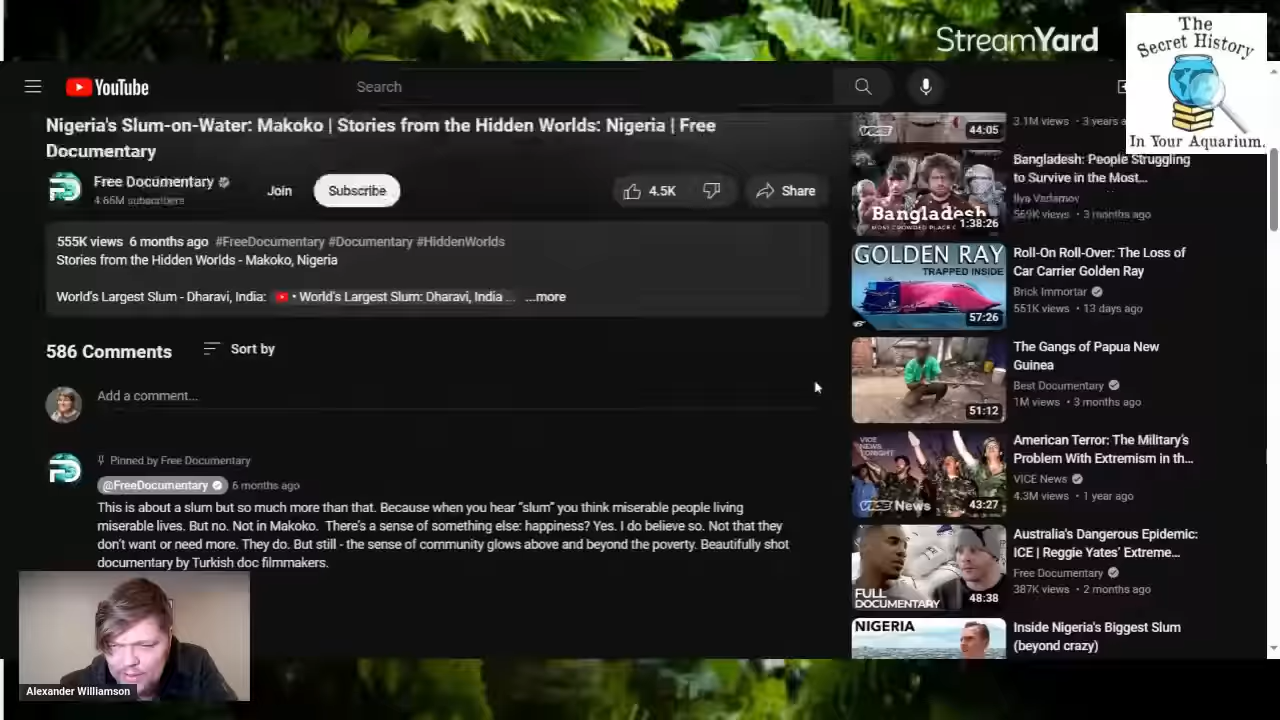 StreamYard
The
Secret History
In Your Aquarium.
YouTube
Search
Nigeria's Slum-on-Water: Makoko | Stories from the Hidden Worlds: Nigeria | Free
Documentary
Free Documentary
4.65M subscribers
Join
Subscribe
4.5K
Share
555K views 6 months ago #FreeDocumentary #Documentary #HiddenWorlds
Stories from the Hidden Worlds - Makoko, Nigeria
World's Largest Slum - Dharavi, India: • World's Largest Slum: Dharavi, India ... ...more
586 Comments
Sort by
Add a comment...
Pinned by Free Documentary
@FreeDocumentary 6 months ago
This is about a slum but so much more than that. Because when you hear "slum" you think miserable people living
miserable lives. But no. Not in Makoko. There's a sense of something else: happiness? Yes. I do believe so. Not that they
don't want or need more. They do. But still - the sense of community glows above and beyond the poverty. Beautifully shot
documentary by Turkish doc filmmakers.
VICE
44:05
3.1M views • 3 years
Bangladesh
1:38:26
Bangladesh: People Struggling
to Survive in the Most...
Ilya Varlamov
569K views • 3 months ago
GOLDEN RAY
TRAPPED INSIDE
57:26
Roll-On Roll-Over: The Loss of
Car Carrier Golden Ray
Brick Immortar
551K views • 13 days ago
51:12
The Gangs of Papua New
Guinea
Best Documentary
1M views • 3 months ago
VICE
NEWS
TONIGHT
VICE News
43:27
American Terror: The Military's
Problem With Extremism in th...
VICE News
4.3M views • 1 year ago
FULL
DOCUMENTARY
48:38
Australia's Dangerous Epidemic:
ICE | Reggie Yates' Extreme...
Free Documentary
387K views • 2 months ago
NIGERIA
Inside Nigeria's Biggest Slum
(beyond crazy)
Alexander Williamson